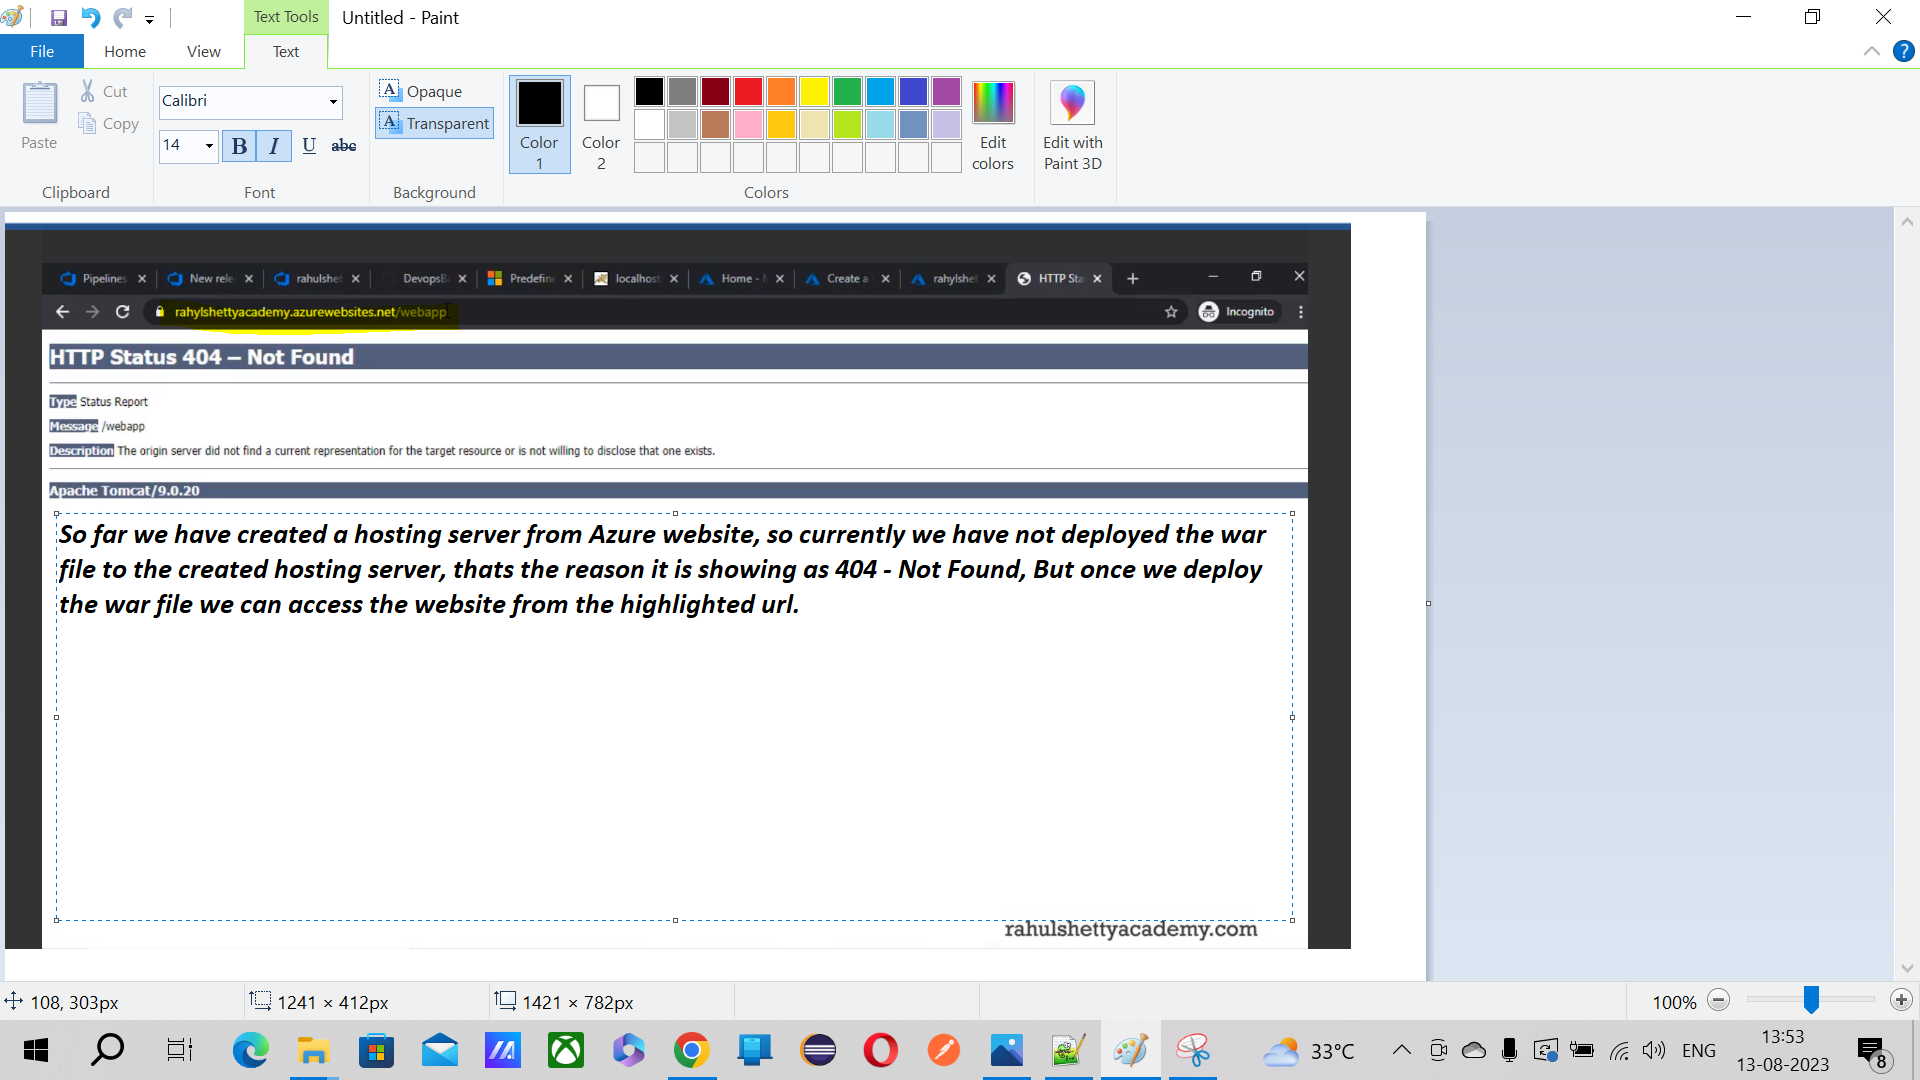 Text Tools
Untitled - Paint
File
Home
View
Text
Paste
Cut
Copy
Clipboard
Calibri
14
B I U abc
Font
A Opaque
A Transparent
Background
Color 1
Color 2
Colors
Edit colors
Edit with Paint 3D
Pipelines
New rele
rahulshet
DevopsB
Predefin
localhost
Home -
Create a
rahylshet
HTTP Sta
rahylshettyacademy.azurewebsites.net/webapp
Incognito
HTTP Status 404 – Not Found
Type Status Report
Message /webapp
Description The origin server did not find a current representation for the target resource or is not willing to disclose that one exists.
Apache Tomcat/9.0.20
So far we have created a hosting server from Azure website, so currently we have not deployed the war
file to the created hosting server, thats the reason it is showing as 404 - Not Found, But once we deploy
the war file we can access the website from the highlighted url.
rahulshettyacademy.com
108, 303px
1241 × 412px
1421 × 782px
100%
33°C
ENG
13:53
13-08-2023
8